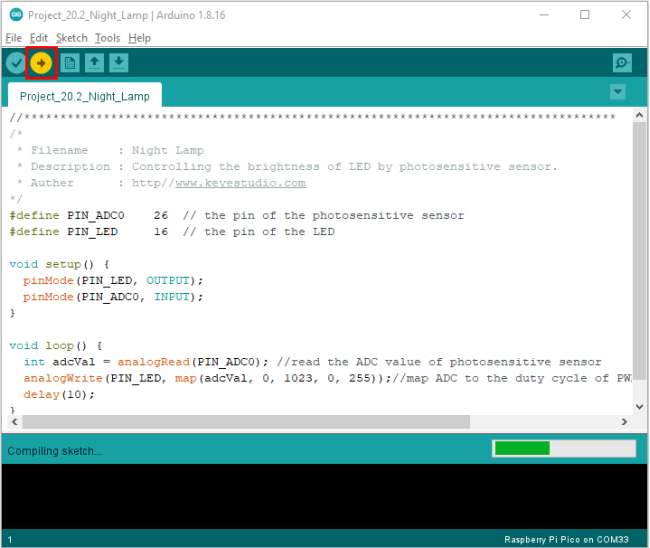 Project_20.2_Night_Lamp | Arduino 1.8.16
File Edit Sketch Tools Help
Project_20.2_Night_Lamp
//**********************************************************************************
/*
 * Filename    : Night Lamp
 * Description : Controlling the brightness of LED by photosensitive sensor.
 * Auther      : http//www.keyestudio.com
*/
#define PIN_ADC0    26  // the pin of the photosensitive sensor
#define PIN_LED     16  // the pin of the LED
void setup() {
  pinMode(PIN_LED, OUTPUT);
  pinMode(PIN_ADC0, INPUT);
}
void loop() {
  int adcVal = analogRead(PIN_ADC0); //read the ADC value of photosensitive sensor
  analogWrite(PIN_LED, map(adcVal, 0, 1023, 0, 255));//map ADC to the duty cycle of PW
  delay(10);
}
Compiling sketch...
1
Raspberry Pi Pico on COM33